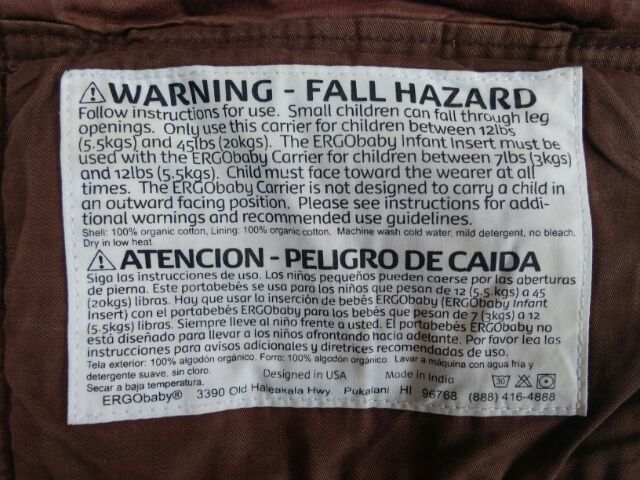 WARNING - FALL HAZARD
Follow instructions for use. Small children can fall through leg
openings. Only use this carrier for children between 12lbs
(5.5kgs) and 45lbs (20kgs). The ERGObaby Infant Insert must be
used with the ERGObaby Carrier for children between 7lbs (3kgs)
and 12lbs (5.5kgs). Child must face toward the wearer at all
times. The ERGObaby Carrier is not designed to carry a child in
an outward facing position. Please see instructions for addi-
tional warnings and recommended use guidelines.
Shell: 100% organic cotton, Lining: 100% organic cotton. Machine wash cold water, mild detergent, no bleach.
Dry in low heat.
ATENCION - PELIGRO DE CAIDA
Siga las instrucciones de uso. Los niños pequeños pueden caerse por las aberturas
de pierna. Este portabebés se usa para los niños que pesan de 12 (5.5.kgs) a 45
(20kgs) libras. Hay que usar la inserción de bebés ERGObaby (ERGObaby Infant
Insert) con el portabebés ERGObaby para los bebés que pesan de 7 (3kgs) a 12
(5.5kgs) libras. Siempre lleve al niño frente a usted. El portabebés ERGObaby no
está diseñado para llevar a los niños afrontando hacia adelante. Por favor lea las
instrucciones para avisos adicionales y diretrices recomendadas de uso.
Tela exterior: 100% algodón orgánico, Forro: 100% algodón orgánico. Lavar a máquina con agua fría y
detergente suave, sin cloro.
Secar a baja temperatura.
Designed in USA Made in India 30
ERGObaby® 3390 Old Haleakala Hwy. Pukalani HI 96768 (888) 416-4888